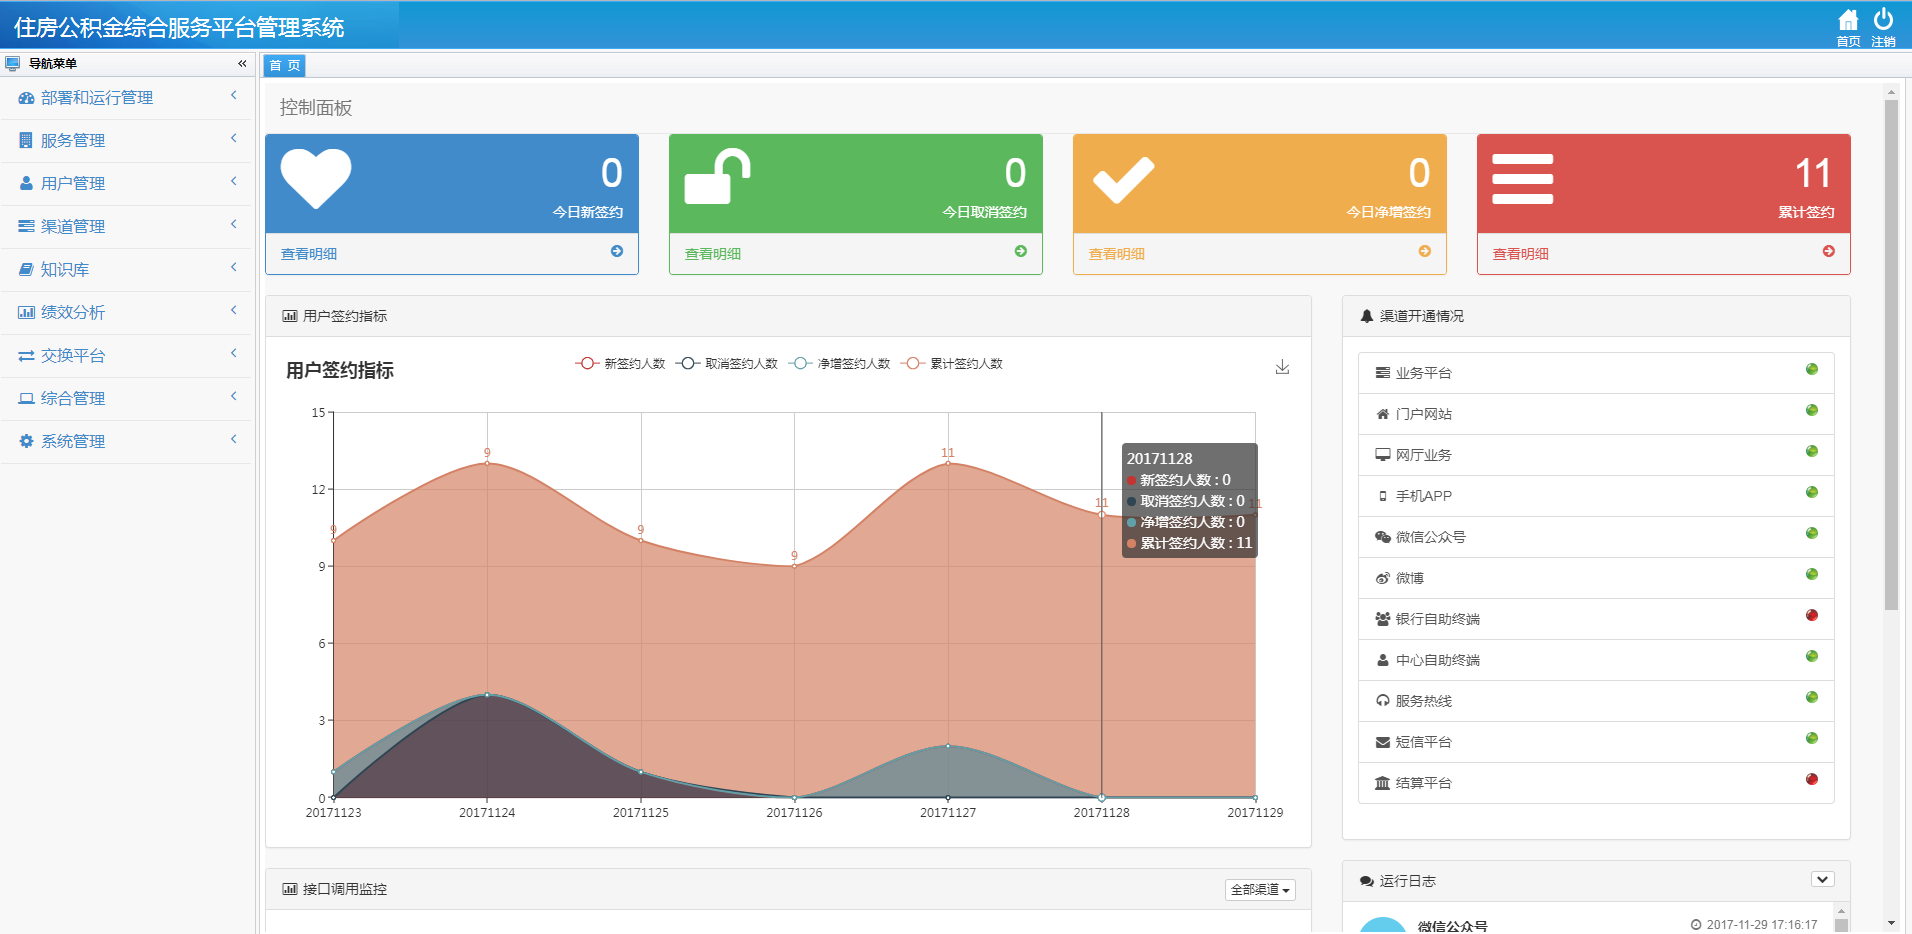 住房公积金综合服务平台管理系统
首页 注销
导航菜单
首 页
部署和运行管理
服务管理
用户管理
渠道管理
知识库
绩效分析
交换平台
综合管理
系统管理
控制面板
0
今日新签约
查看明细
0
今日取消签约
查看明细
0
今日净增签约
查看明细
11
累计签约
查看明细
用户签约指标
用户签约指标
新签约人数 取消签约人数 净增签约人数 累计签约人数
15
12
9
6
3
0
9
9
9
9
11
11
11
20171128
新签约人数 : 0
取消签约人数 : 0
净增签约人数 : 0
累计签约人数 : 11
20171123 20171124 20171125 20171126 20171127 20171128 20171129
渠道开通情况
业务平台
门户网站
网厅业务
手机APP
微信公众号
微博
银行自助终端
中心自助终端
服务热线
短信平台
结算平台
接口调用监控
全部渠道
运行日志
微信公众号
2017-11-29 17:16:17